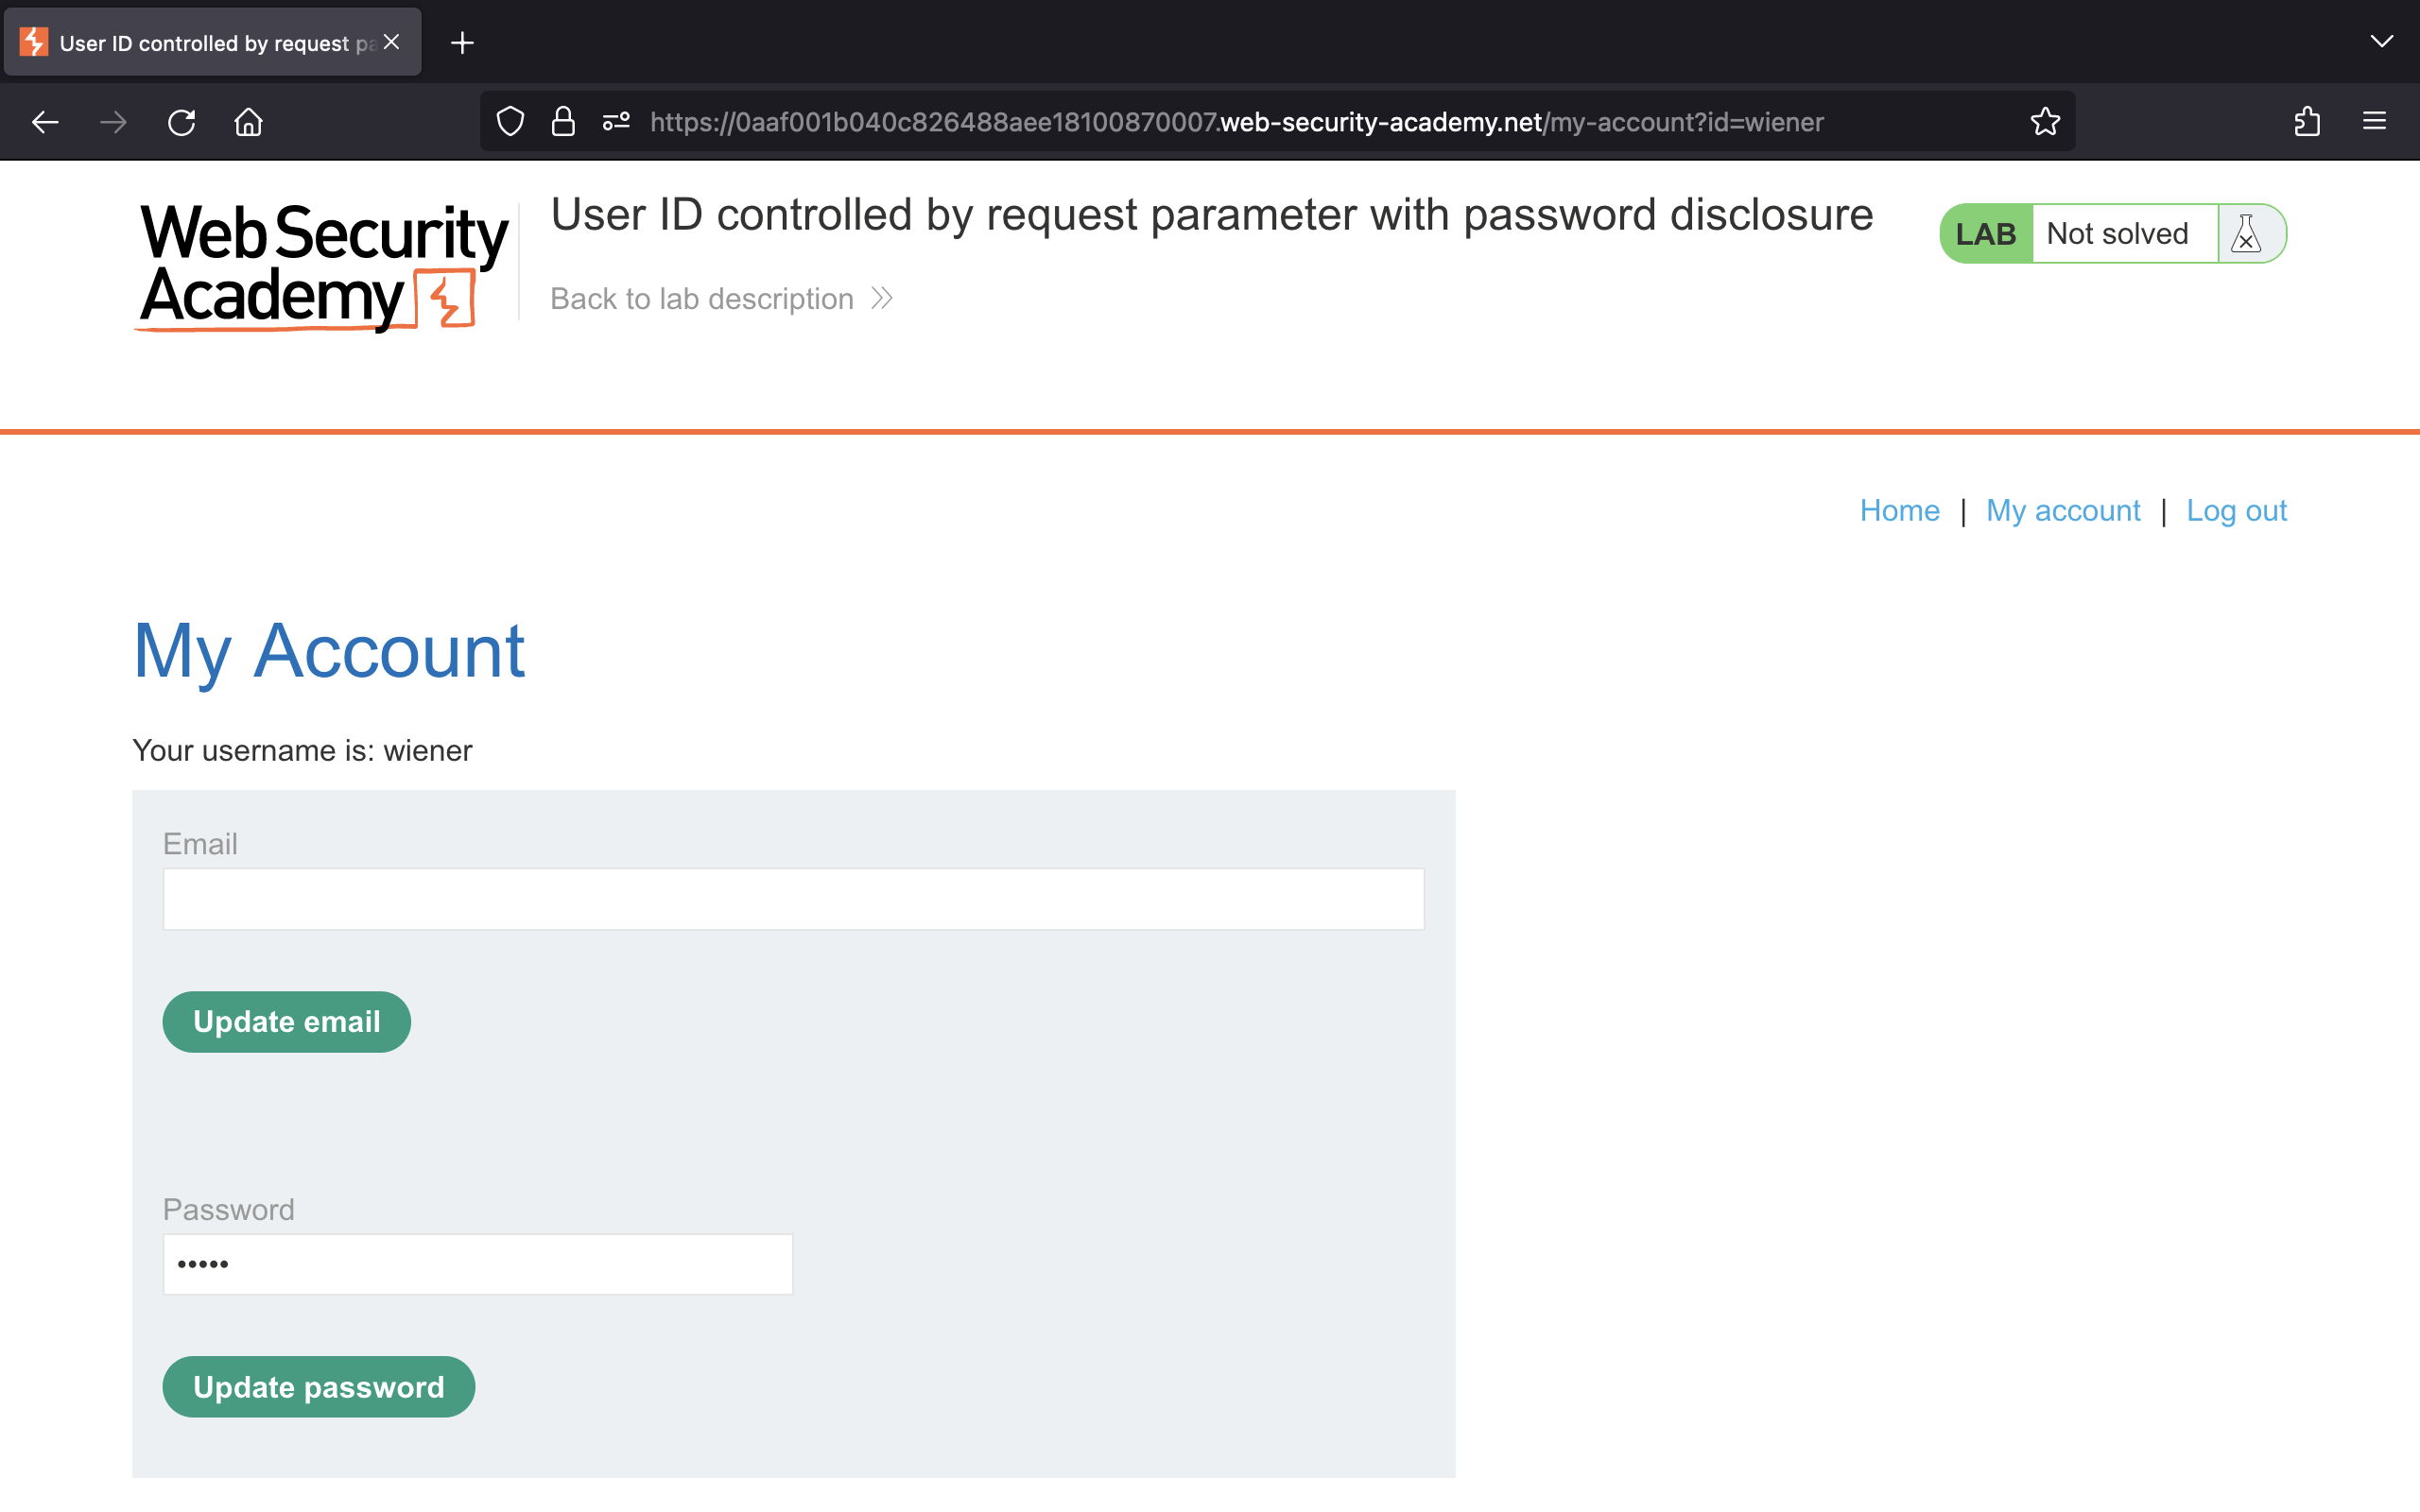 User ID controlled by request pa
https://0aaf001b040c826488aee18100870007.web-security-academy.net/my-account?id=wiener
Web Security
Academy
User ID controlled by request parameter with password disclosure
Back to lab description
LAB Not solved
Home | My account | Log out
My Account
Your username is: wiener
Email
Update email
Password
•••••
Update password